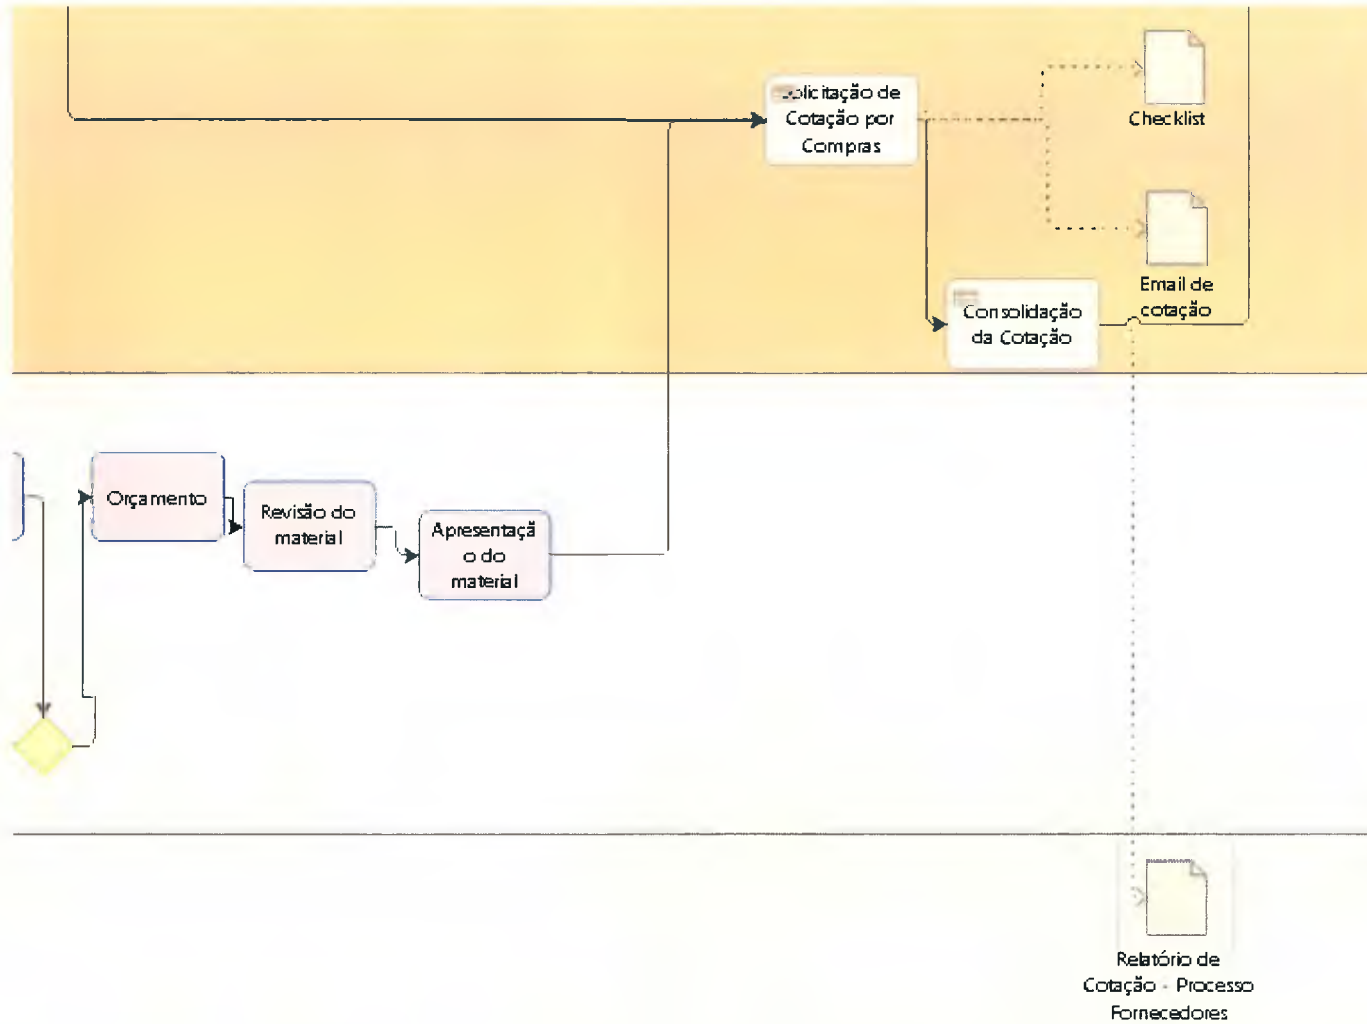 Solicitação de
Cotação por
Compras
Checklist
Email de
cotação
Consolidação
da Cotação
Orçamento
Revisão do
material
Apresentaçã
o do
material
Relatório de
Cotação - Processo
Fornecedores